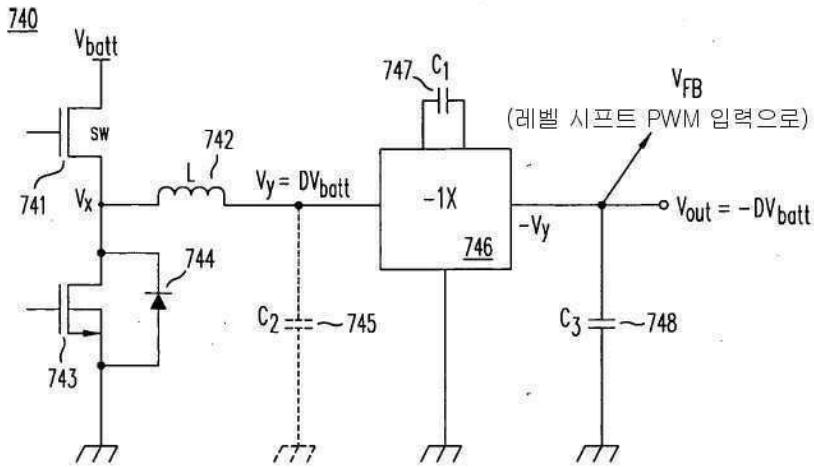 740
V_batt
SW
741
V_x
L
742
V_y = DV_batt
743
744
C_2
745
747
C_1
-1X
746
-V_y
V_FB
(레벨 시프트 PWM 입력으로)
V_out = -DV_batt
C_3
748